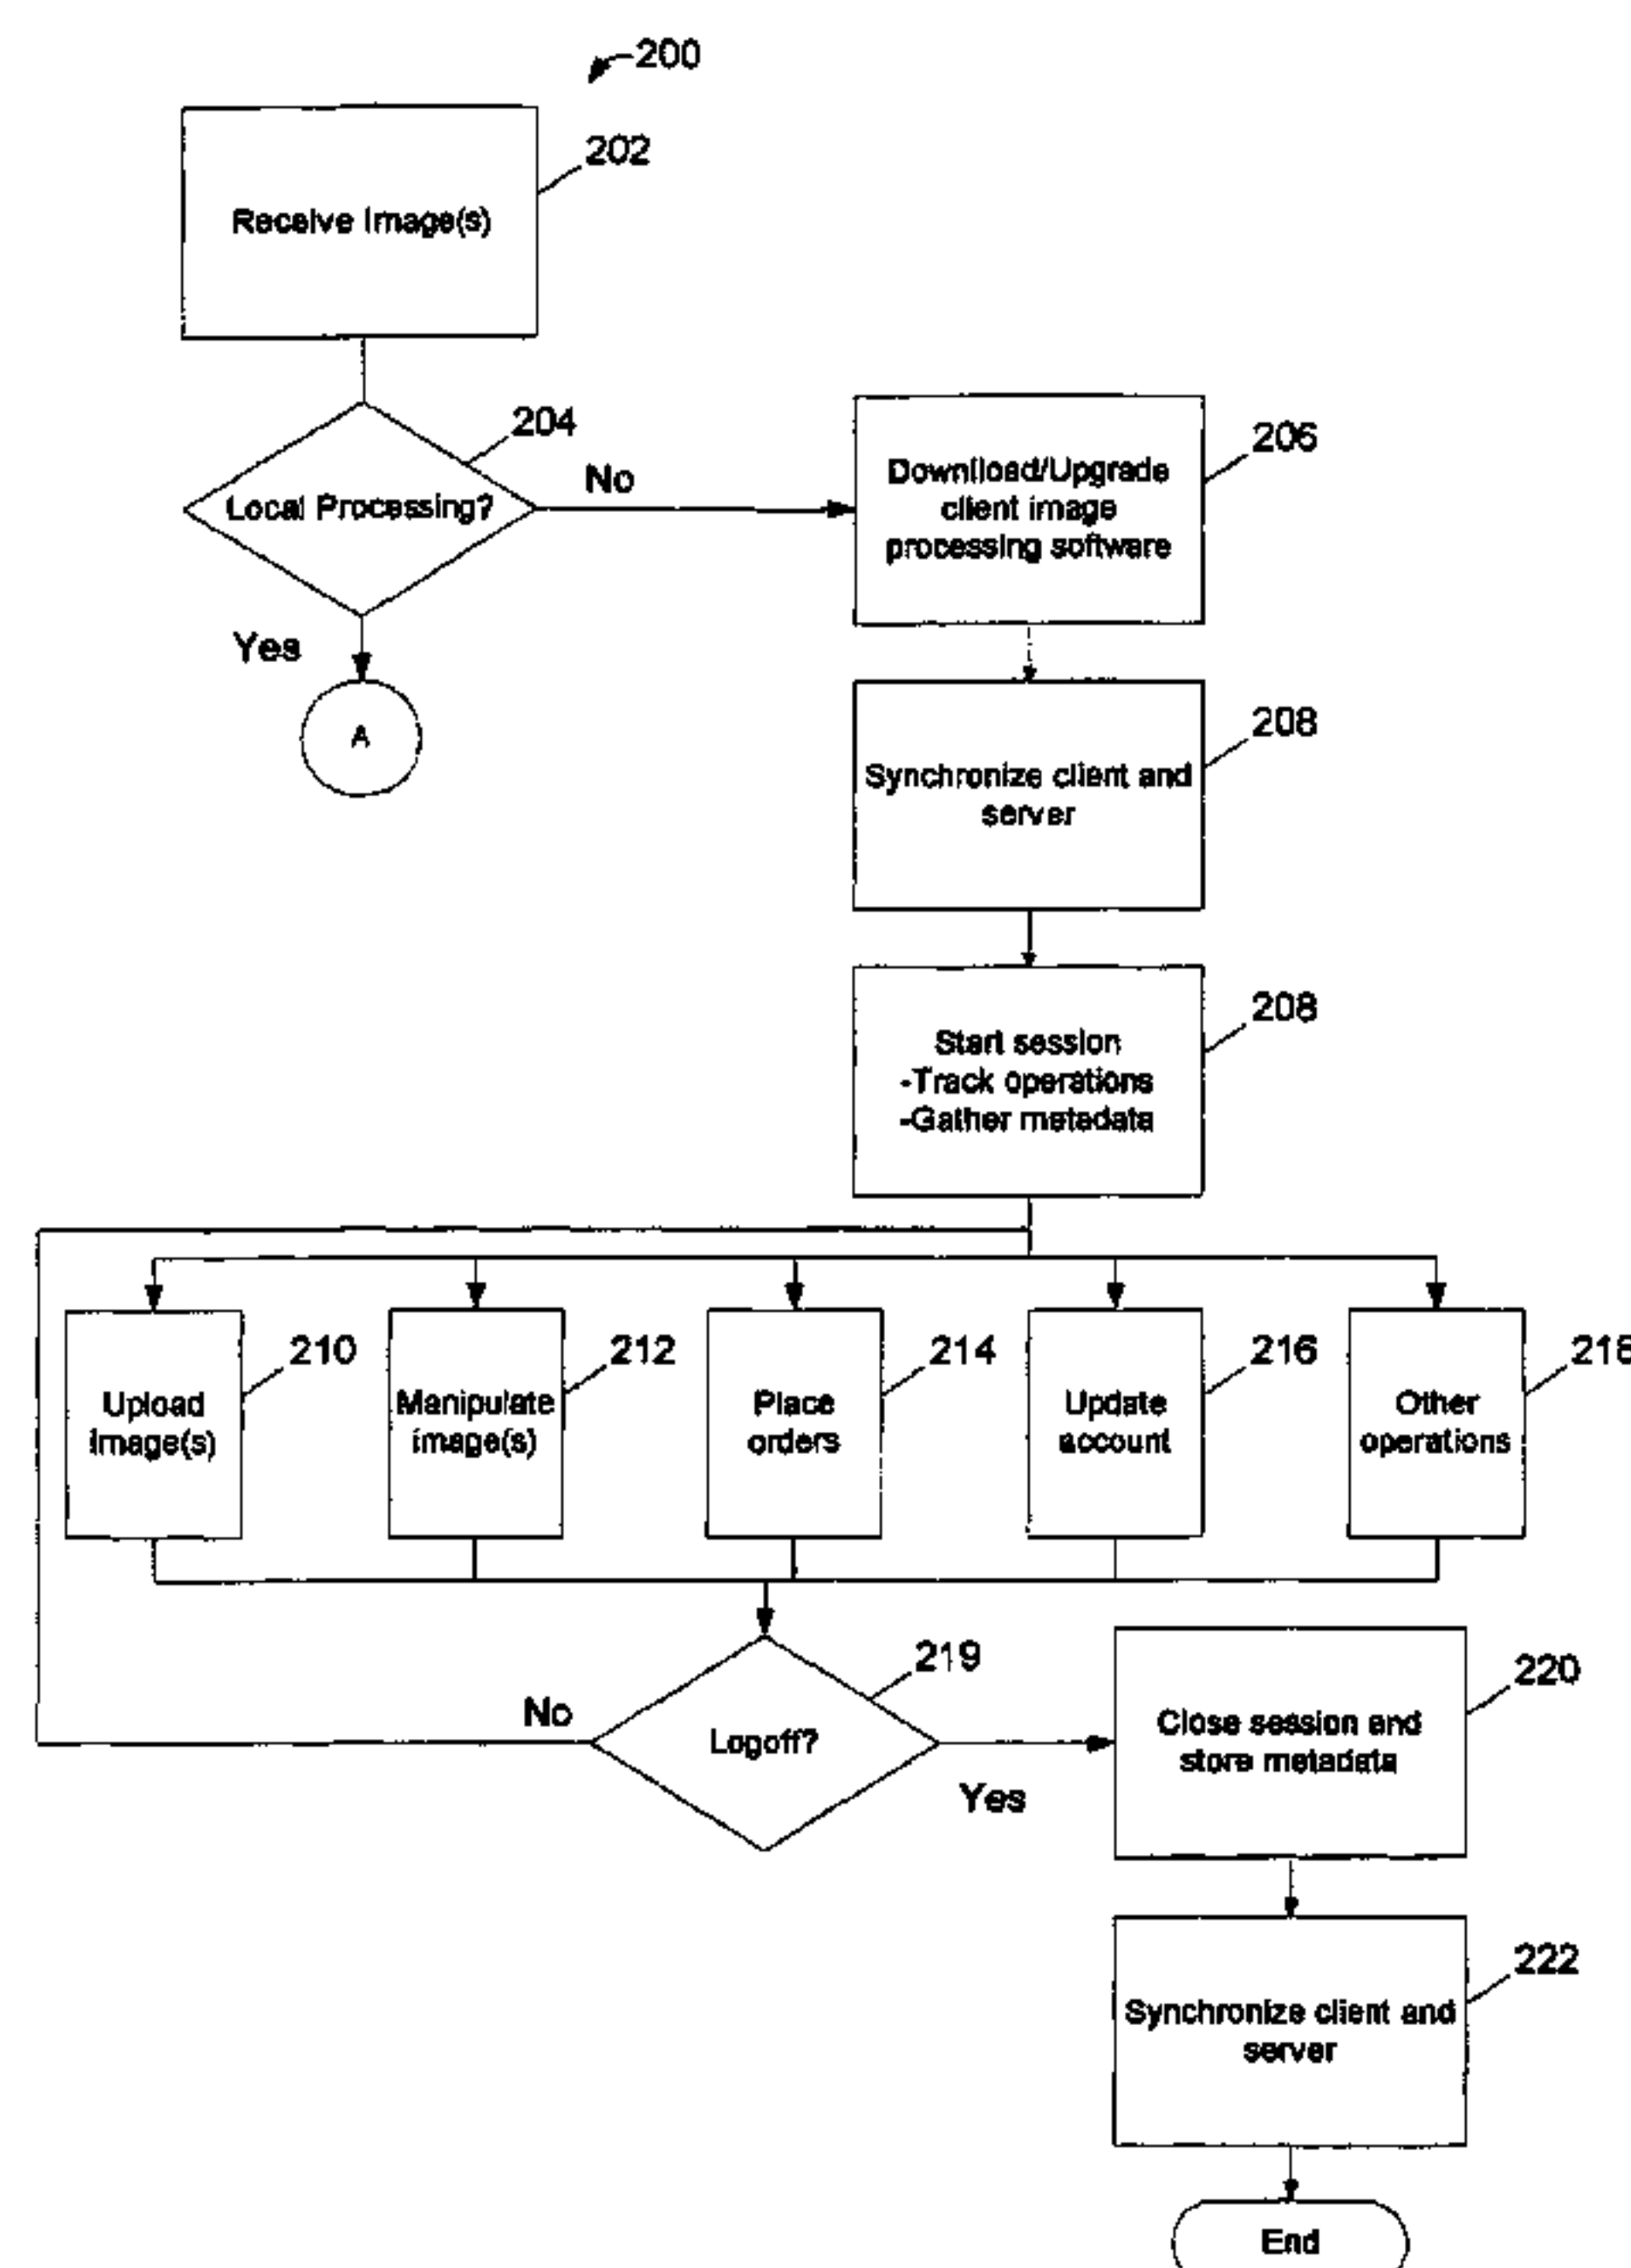 200
202
Receive Image(s)
204
Local Processing?
No
Yes
A
206
Download/Upgrade
client image
processing software
208
Synchronize client and
server
208
Start session
-Track operations
-Gather metadata
210
Upload
image(s)
212
Manipulate
image(s)
214
Place
orders
216
Update
account
218
Other
operations
219
Logoff?
No
Yes
220
Close session and
store metadata
222
Synchronize client and
server
End